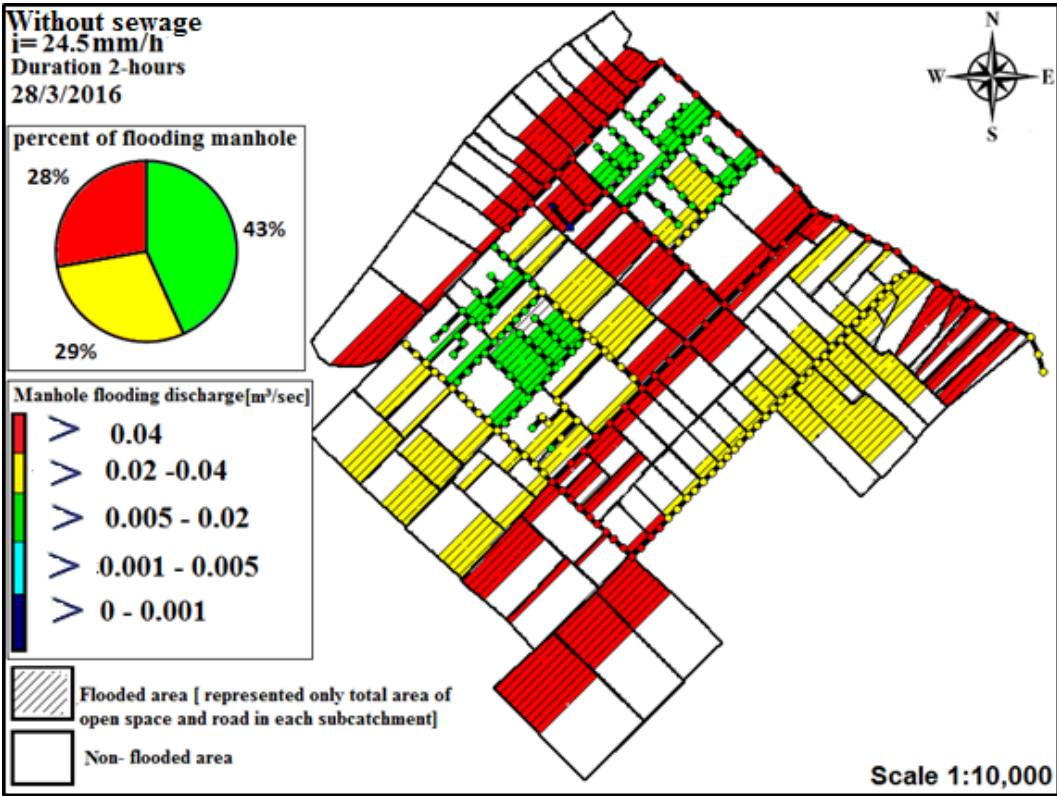 Without sewage
i= 24.5mm/h
Duration 2-hours
28/3/2016
percent of flooding manhole
28%
43%
29%
Manhole flooding discharge[m³/sec]
> 0.04
> 0.02 -0.04
> 0.005 - 0.02
> 0.001 - 0.005
> 0 - 0.001
Flooded area [ represented only total area of
open space and road in each subcatchment]
Non- flooded area
N
W E
S
Scale 1:10,000